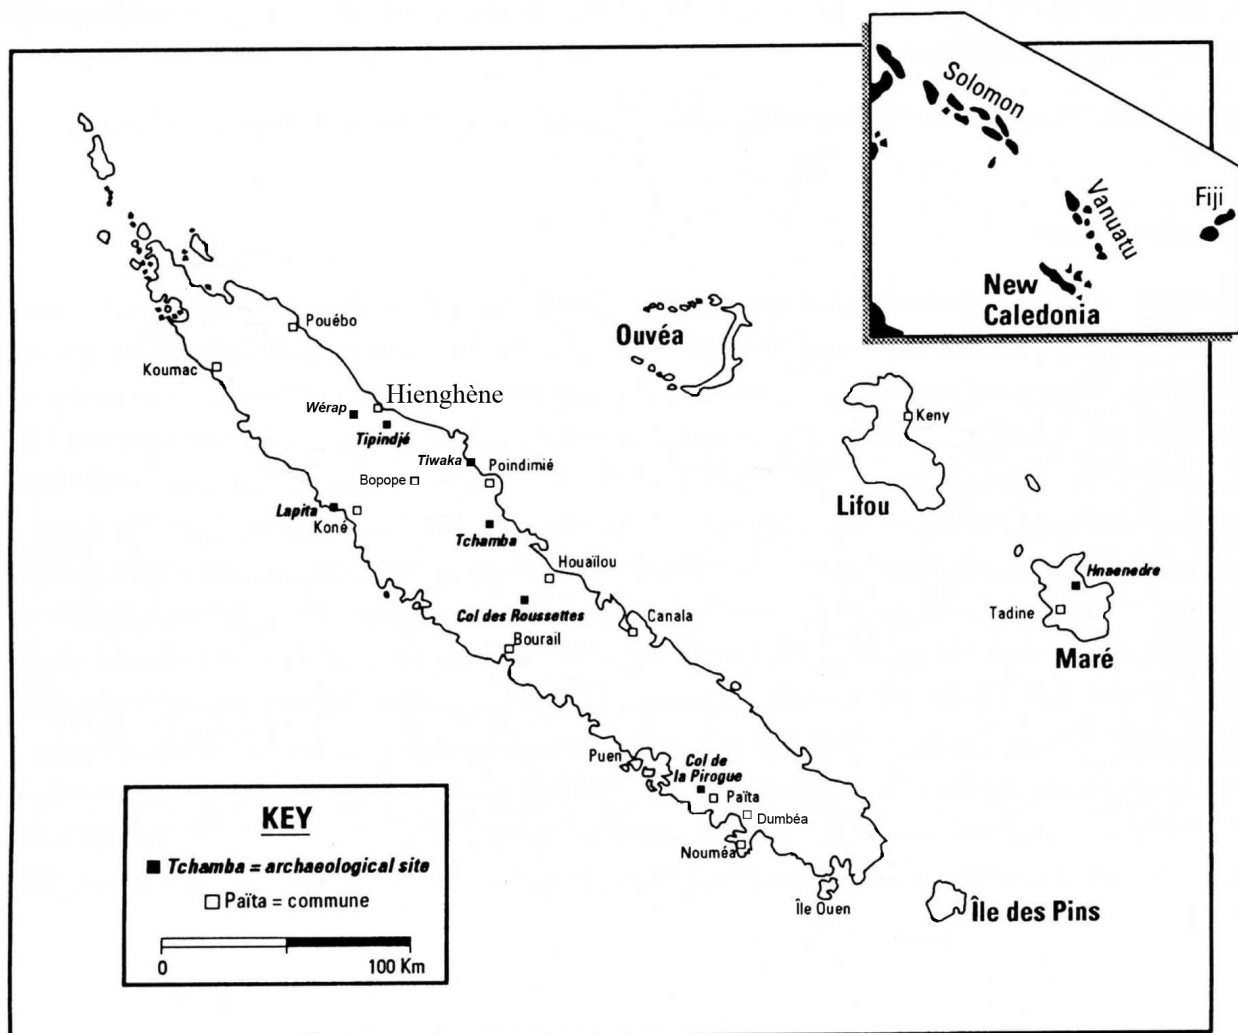 Solomon
Vanuatu
Fiji
New
Caledonia
Pouébo
Ouvéa
Koumac
Hienghène
Wérap
Keny
Tipindjé
Tiwaka
Poindimié
Bopope
Lifou
Lapita
Koné
Tchamba
Houaïlou
Hnaenedre
Col des Roussettes
Tadine
Canala
Bourail
Maré
Puen
Col de
la Pirogue
Païta
Dumbéa
Nouméa
Île Ouen
Île des Pins
KEY
Tchamba = archaeological site
Païta = commune
0 100 Km